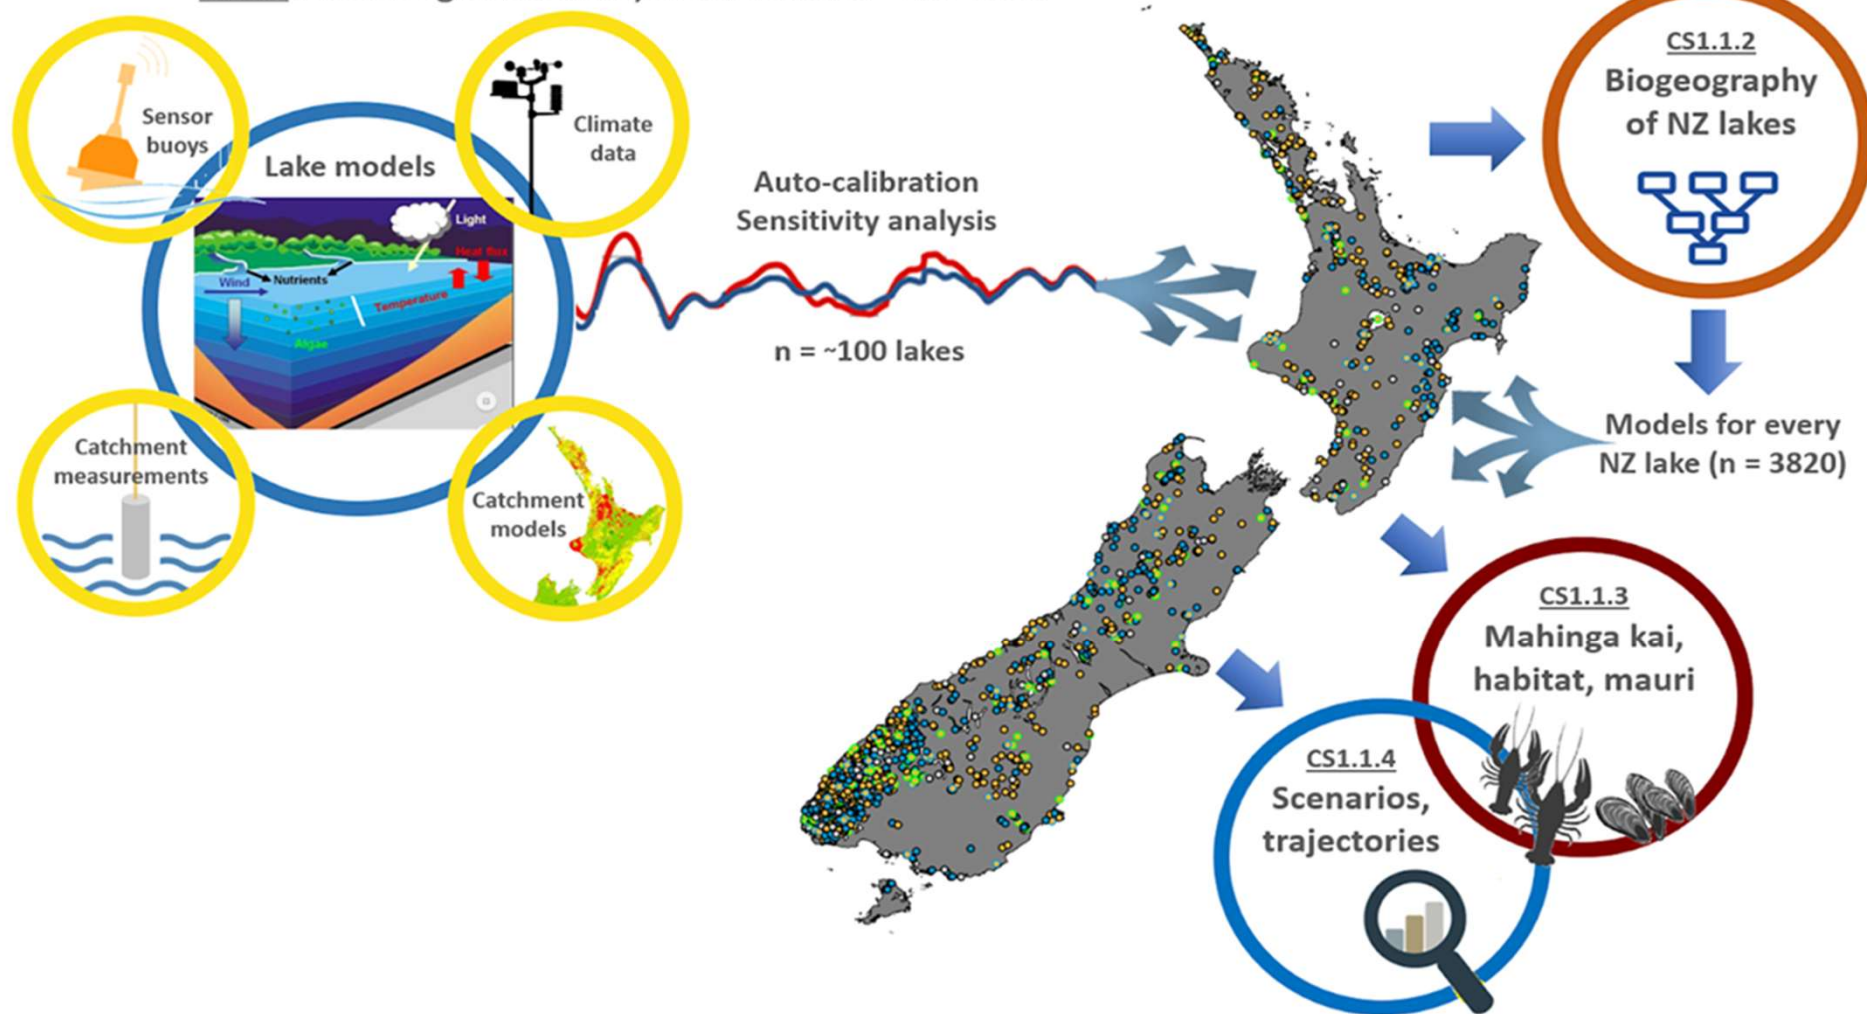 Sensor
buoys
Climate
data
Lake models
Light
Heat flux
Nutrients
Wind
Temperature
Algae
Catchment
measurements
Catchment
models
Auto-calibration
Sensitivity analysis
n = ~100 lakes
CS1.1.2
Biogeography
of NZ lakes
Models for every
NZ lake (n = 3820)
CS1.1.3
Mahinga kai,
habitat, mauri
CS1.1.4
Scenarios,
trajectories